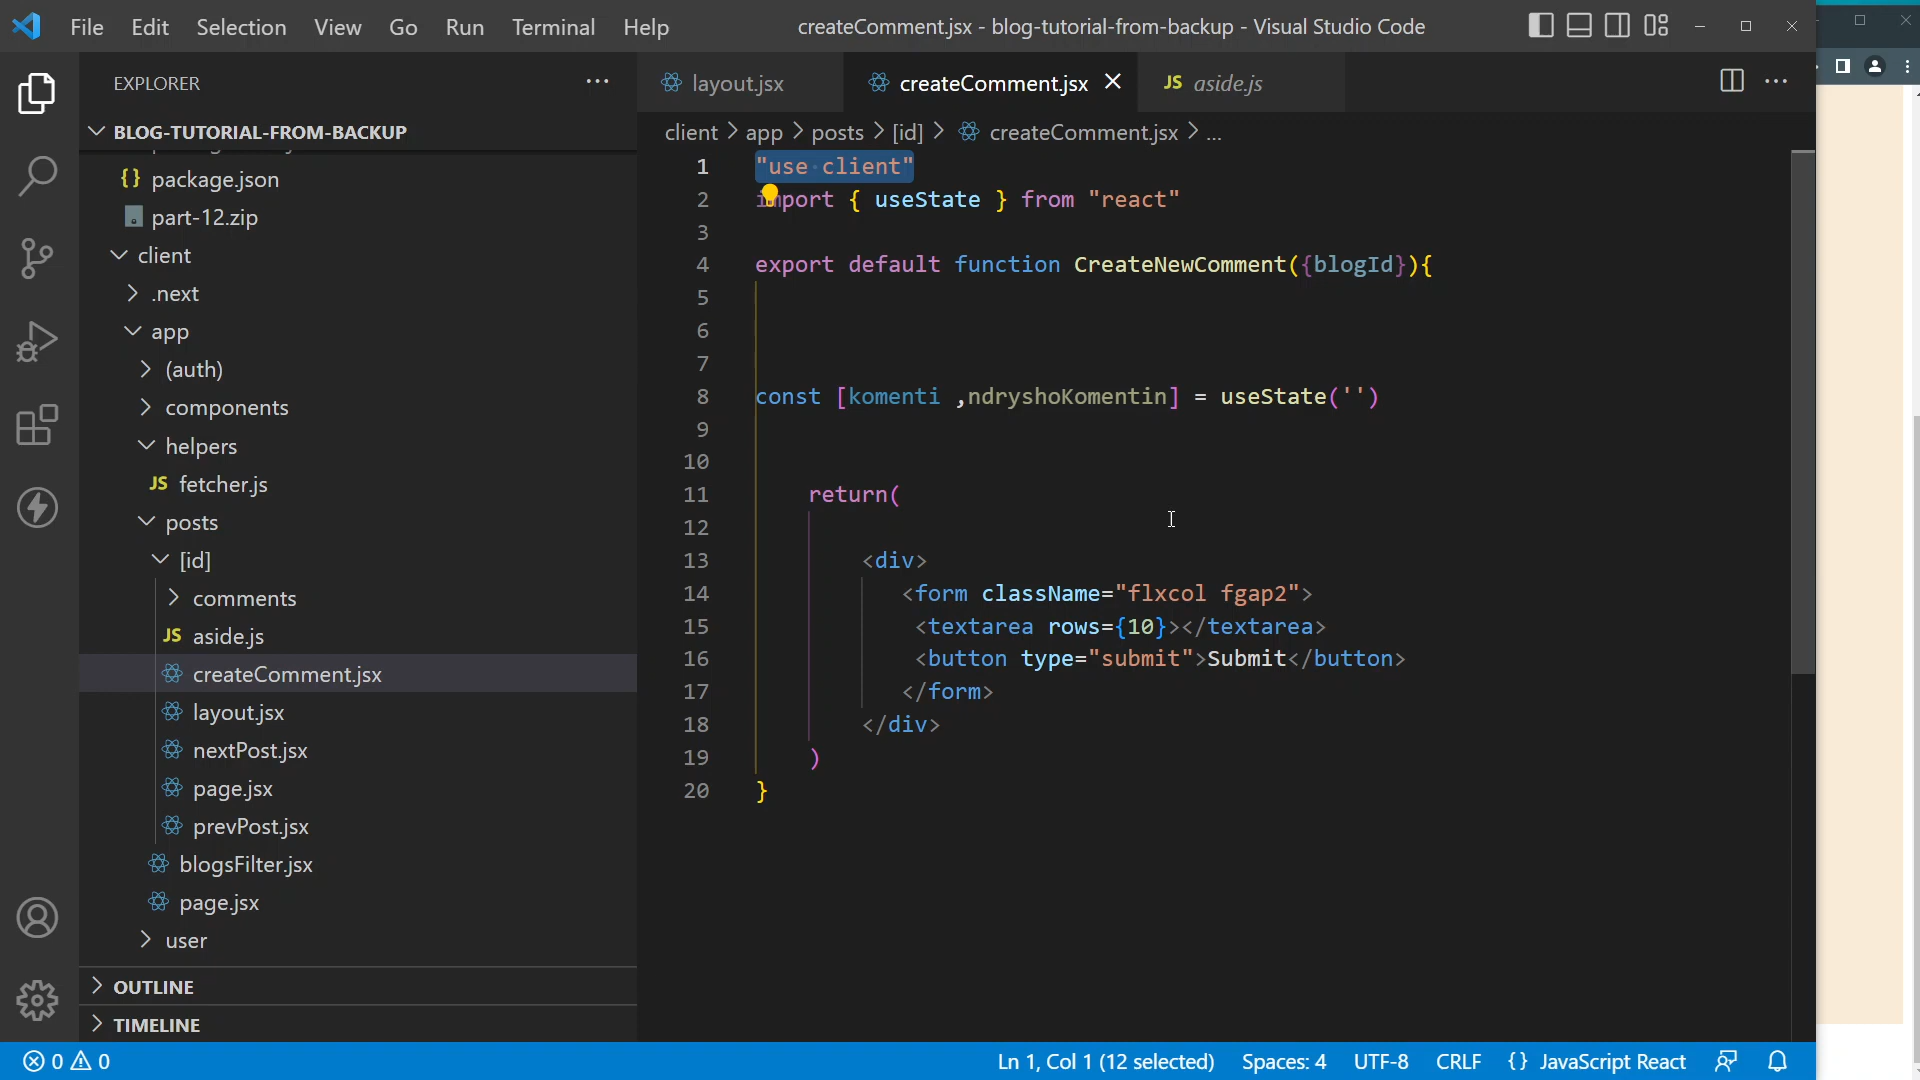 File Edit Selection View Go Run Terminal Help
createComment.jsx - blog-tutorial-from-backup - Visual Studio Code
EXPLORER
BLOG-TUTORIAL-FROM-BACKUP
{} package.json
part-12.zip
client
.next
app
(auth)
components
helpers
JS fetcher.js
posts
[id]
comments
JS aside.js
createComment.jsx
layout.jsx
nextPost.jsx
page.jsx
prevPost.jsx
blogsFilter.jsx
page.jsx
user
OUTLINE
TIMELINE
layout.jsx
createComment.jsx
JS aside.js
client > app > posts > [id] > createComment.jsx > ...
1 "use client"
2 import { useState } from "react"
3
4 export default function CreateNewComment({blogId}){
5
6
7
8 const [komenti ,ndryshoKomentin] = useState('')
9
10
11 return(
12
13 <div>
14 <form className="flxcol fgap2">
15 <textarea rows={10}></textarea>
16 <button type="submit">Submit</button>
17 </form>
18 </div>
19 )
20 }
0 0
Ln 1, Col 1 (12 selected) Spaces: 4 UTF-8 CRLF {} JavaScript React